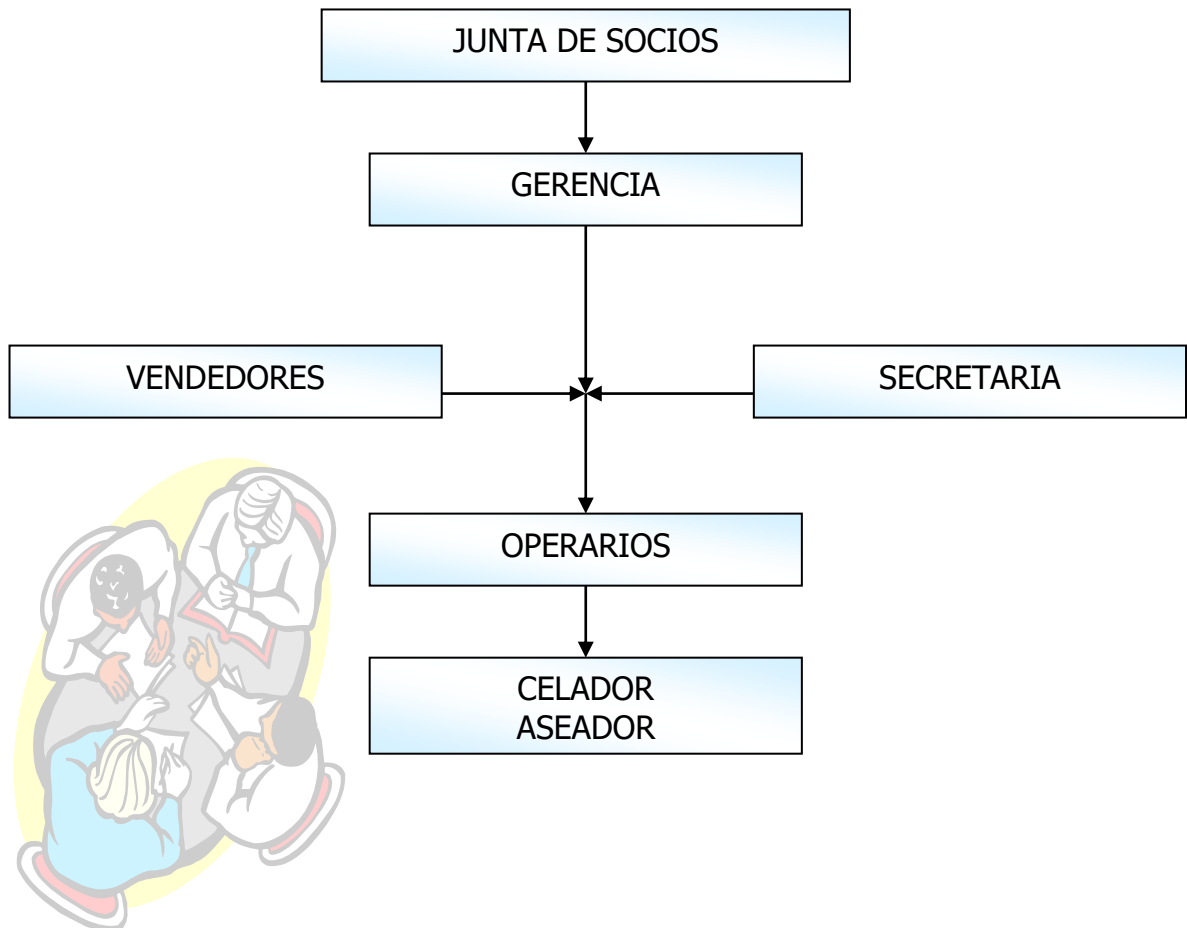 JUNTA DE SOCIOS
GERENCIA
VENDEDORES
SECRETARIA
OPERARIOS
CELADOR
ASEADOR